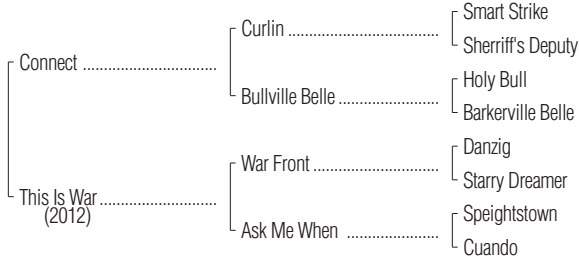 Smart Strike
Curlin
Sherriff's Deputy
Connect
Holy Bull
Bullville Belle
Barkerville Belle
Danzig
War Front
Starry Dreamer
This Is War
(2012)
Speightstown
Ask Me When
Cuando